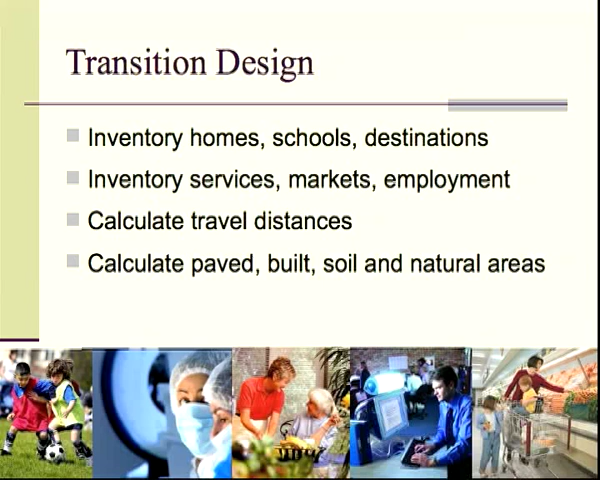 Transition Design
Inventory homes, schools, destinations
Inventory services, markets, employment
Calculate travel distances
Calculate paved, built, soil and natural areas